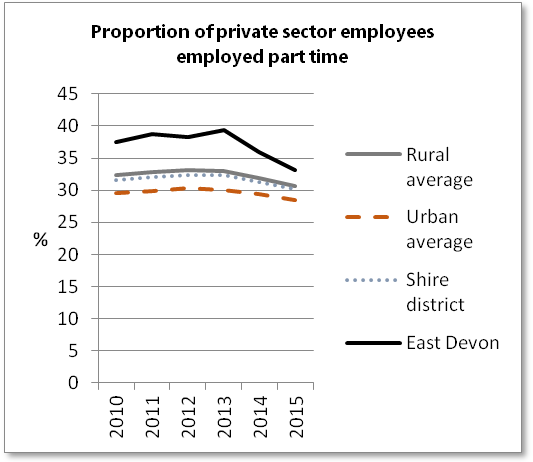 Proportion of private sector employees
employed part time
45
40
35
30
25
20
15
10
5
0
%
2010
2011
2012
2013
2014
2015
Rural
average
Urban
average
Shire
district
East Devon